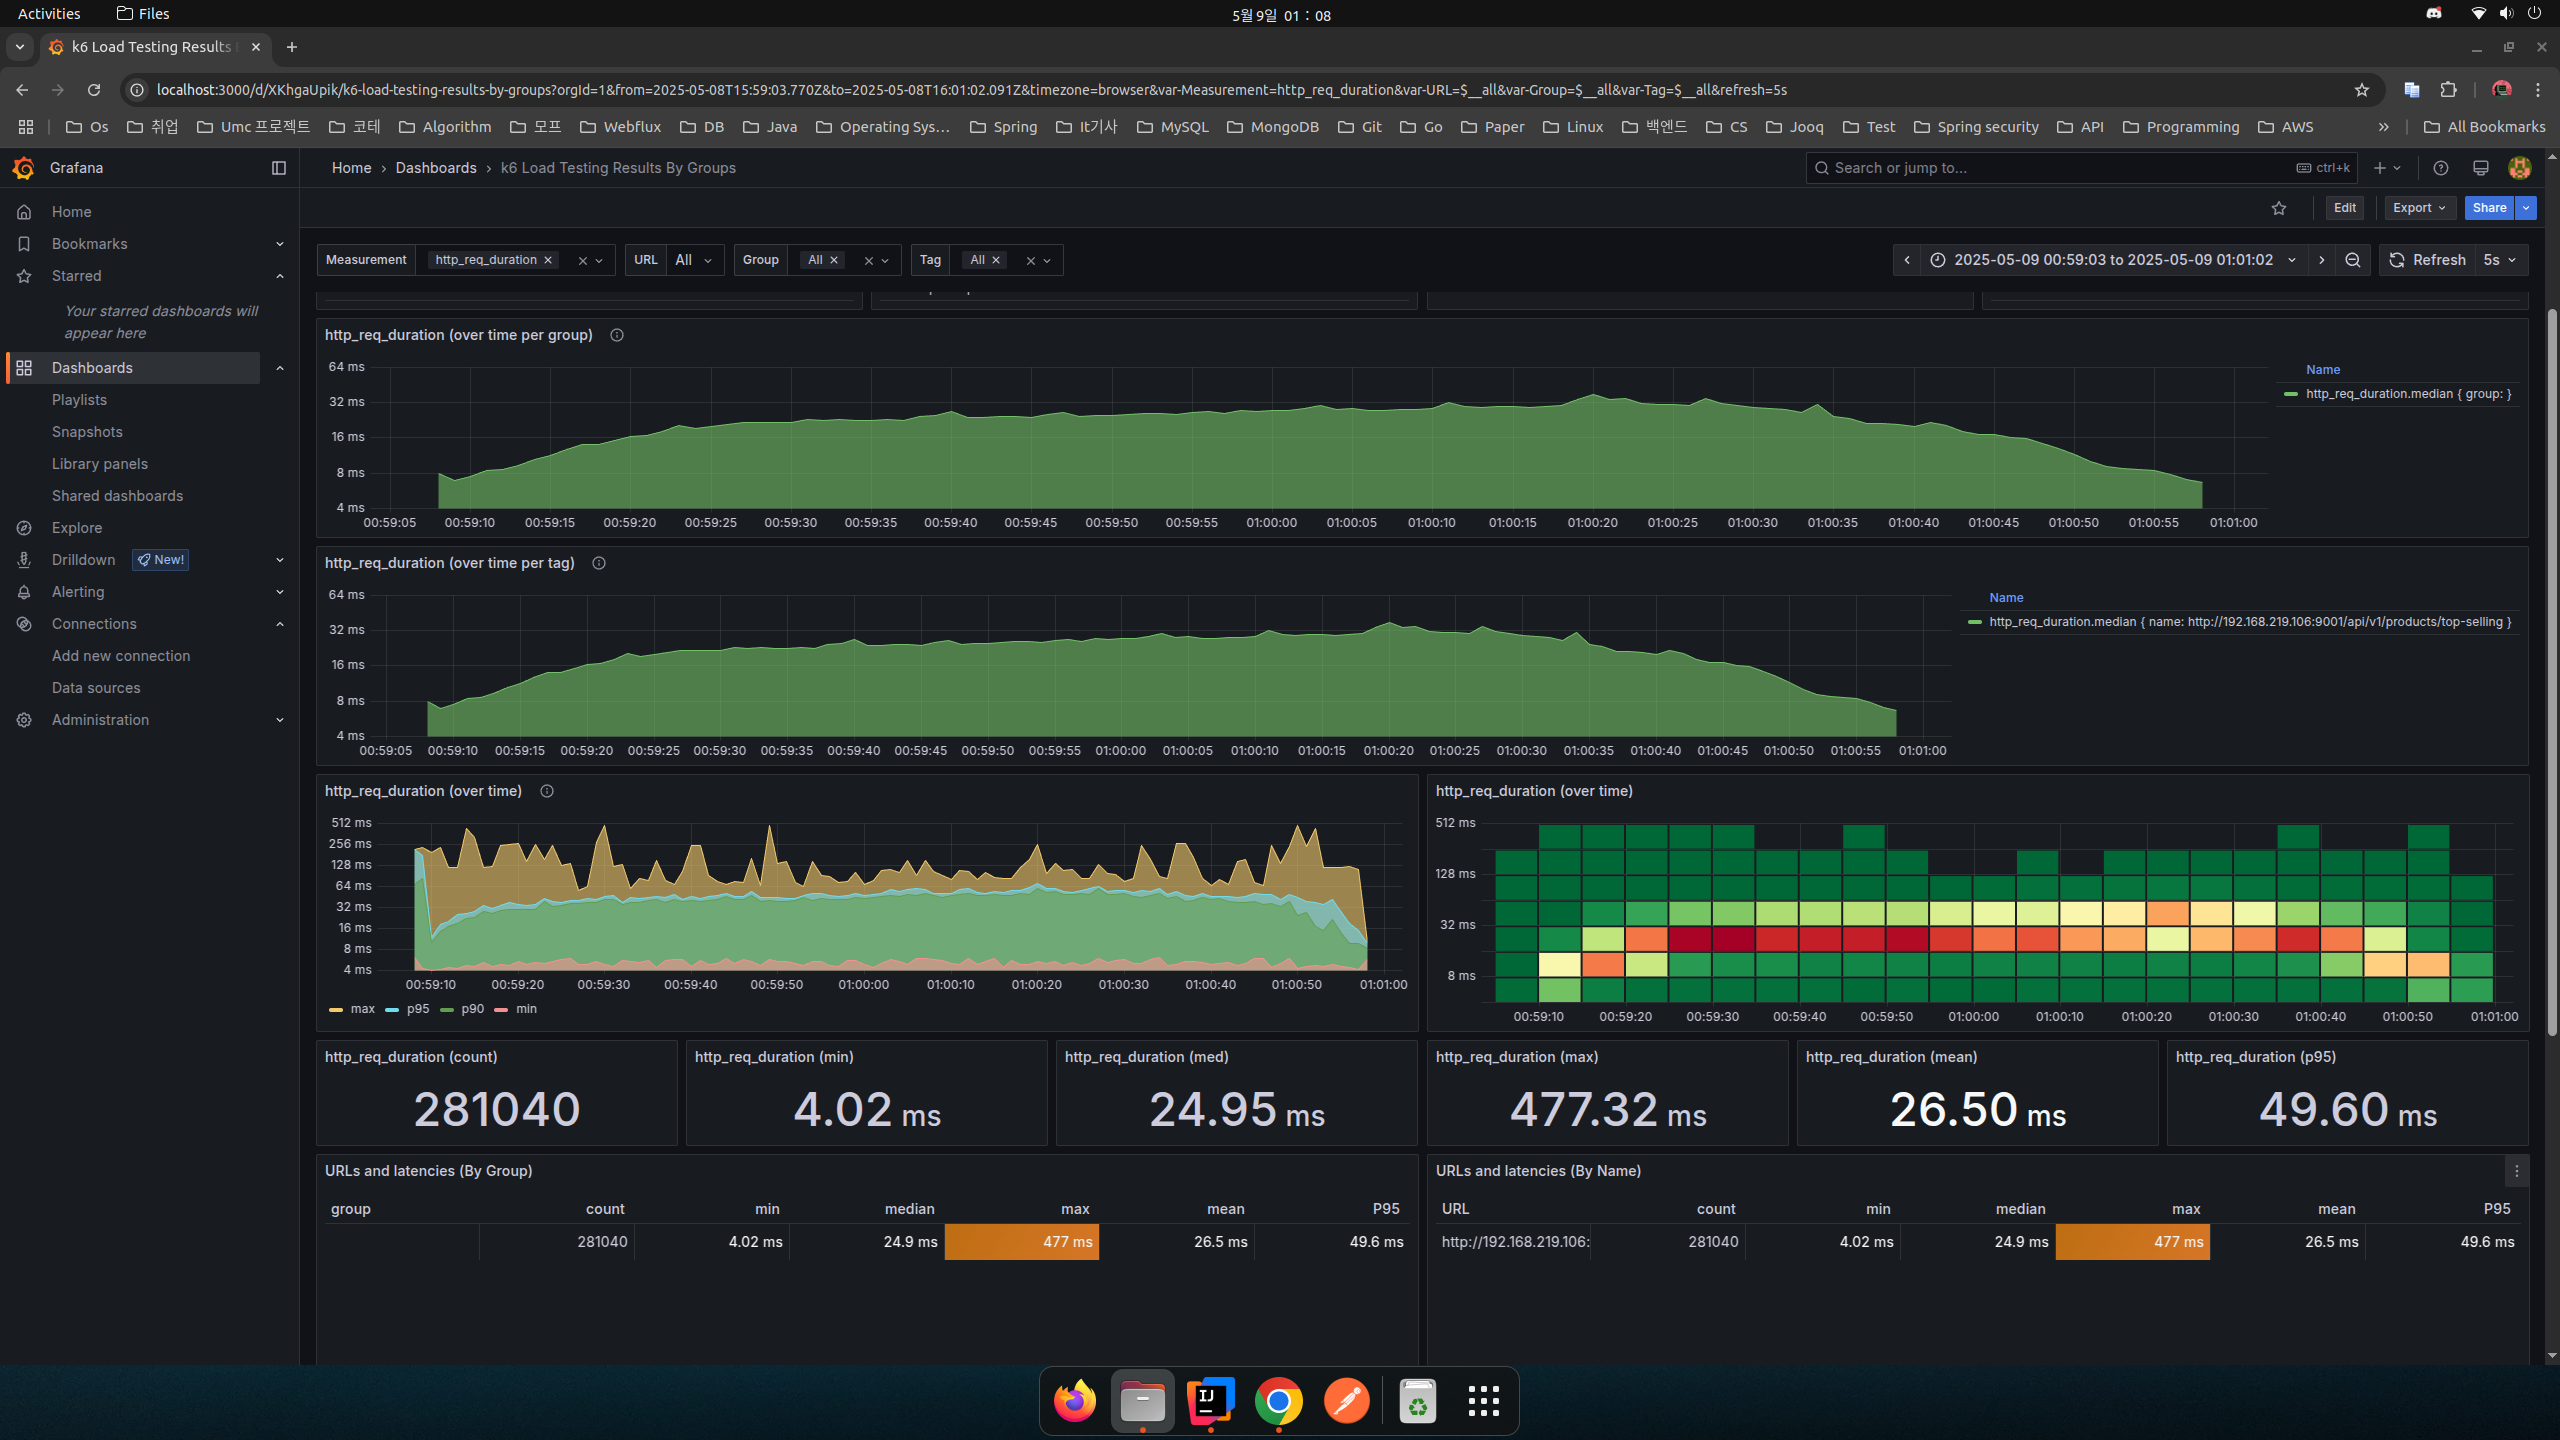 Activities Files 5월 9일 01 : 08
k6 Load Testing Results
localhost:3000/d/XKhgaUpik/k6-load-testing-results-by-groups?orgId=1&from=2025-05-08T15:59:03.770Z&to=2025-05-08T16:01:02.091Z&timezone=browser&var-Measurement=http_req_duration&var-URL=$__all&var-Group=$__all&var-Tag=$__all&refresh=5s
Os 취업 Umc 프로젝트 코테 Algorithm 모프 Webflux DB Java Operating Sys... Spring It기사 MySQL MongoDB Git Go Paper Linux 백엔드 CS Jooq Test Spring security API Programming AWS » All Bookmarks
Grafana
Home › Dashboards › k6 Load Testing Results By Groups
Search or jump to... ctrl+k
Edit Export Share
Home
Bookmarks
Starred
Your starred dashboards will
appear here
Dashboards
Playlists
Snapshots
Library panels
Shared dashboards
Explore
Drilldown New!
Alerting
Connections
Add new connection
Data sources
Administration
Measurement http_req_duration URL All Group All Tag All
2025-05-09 00:59:03 to 2025-05-09 01:01:02 Refresh 5s
http_req_duration (over time per group)
64 ms
32 ms
16 ms
8 ms
4 ms
00:59:05 00:59:10 00:59:15 00:59:20 00:59:25 00:59:30 00:59:35 00:59:40 00:59:45 00:59:50 00:59:55 01:00:00 01:00:05 01:00:10 01:00:15 01:00:20 01:00:25 01:00:30 01:00:35 01:00:40 01:00:45 01:00:50 01:00:55 01:01:00
Name
http_req_duration.median { group: }
http_req_duration (over time per tag)
64 ms
32 ms
16 ms
8 ms
4 ms
00:59:05 00:59:10 00:59:15 00:59:20 00:59:25 00:59:30 00:59:35 00:59:40 00:59:45 00:59:50 00:59:55 01:00:00 01:00:05 01:00:10 01:00:15 01:00:20 01:00:25 01:00:30 01:00:35 01:00:40 01:00:45 01:00:50 01:00:55 01:01:00
Name
http_req_duration.median { name: http://192.168.219.106:9001/api/v1/products/top-selling }
http_req_duration (over time)
512 ms
256 ms
128 ms
64 ms
32 ms
16 ms
8 ms
4 ms
00:59:10 00:59:20 00:59:30 00:59:40 00:59:50 01:00:00 01:00:10 01:00:20 01:00:30 01:00:40 01:00:50 01:01:00
max p95 p90 min
http_req_duration (over time)
512 ms
128 ms
32 ms
8 ms
00:59:10 00:59:20 00:59:30 00:59:40 00:59:50 01:00:00 01:00:10 01:00:20 01:00:30 01:00:40 01:00:50 01:01:00
http_req_duration (count)
281040
http_req_duration (min)
4.02 ms
http_req_duration (med)
24.95 ms
http_req_duration (max)
477.32 ms
http_req_duration (mean)
26.50 ms
http_req_duration (p95)
49.60 ms
URLs and latencies (By Group)
group count min median max mean P95
281040 4.02 ms 24.9 ms 477 ms 26.5 ms 49.6 ms
URLs and latencies (By Name)
URL count min median max mean P95
http://192.168.219.106: 281040 4.02 ms 24.9 ms 477 ms 26.5 ms 49.6 ms
IJ